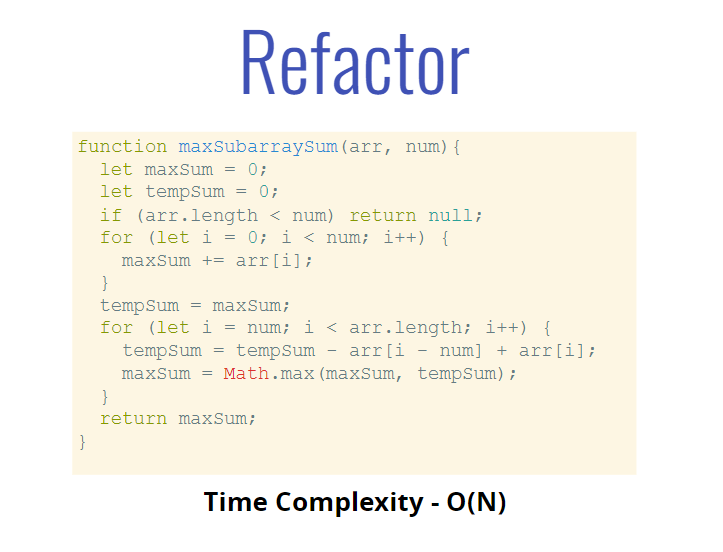 Refactor
function maxSubarraySum(arr, num){
  let maxSum = 0;
  let tempSum = 0;
  if (arr.length < num) return null;
  for (let i = 0; i < num; i++) {
    maxSum += arr[i];
  }
  tempSum = maxSum;
  for (let i = num; i < arr.length; i++) {
    tempSum = tempSum - arr[i - num] + arr[i];
    maxSum = Math.max(maxSum, tempSum);
  }
  return maxSum;
}
Time Complexity - O(N)